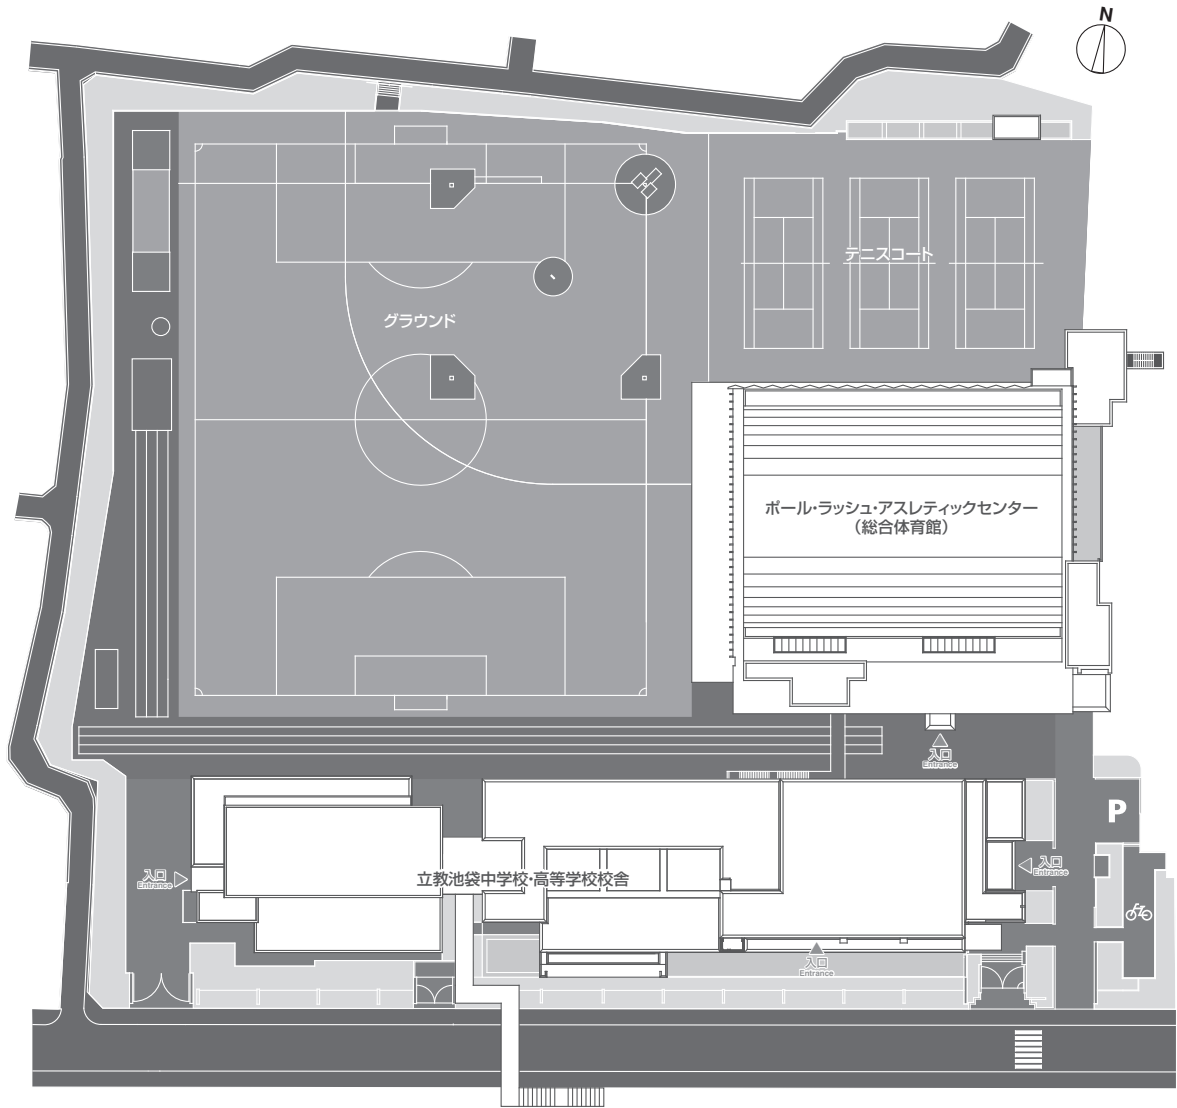 N
テニスコート
グラウンド
ポール・ラッシュ・アスレティックセンター
（総合体育館）
入口
Entrance
P
入口
Entrance
立教池袋中学校・高等学校校舎
入口
Entrance
入口
Entrance